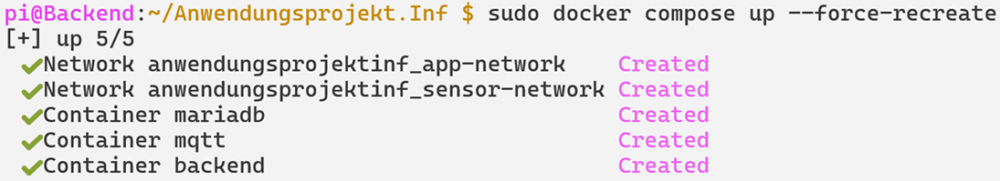 pi@Backend:~/Anwendungsprojekt.Inf $ sudo docker compose up --force-recreate
[+] up 5/5
✔Network anwendungsprojektinf_app-network Created
✔Network anwendungsprojektinf_sensor-network Created
✔Container mariadb Created
✔Container mqtt Created
✔Container backend Created